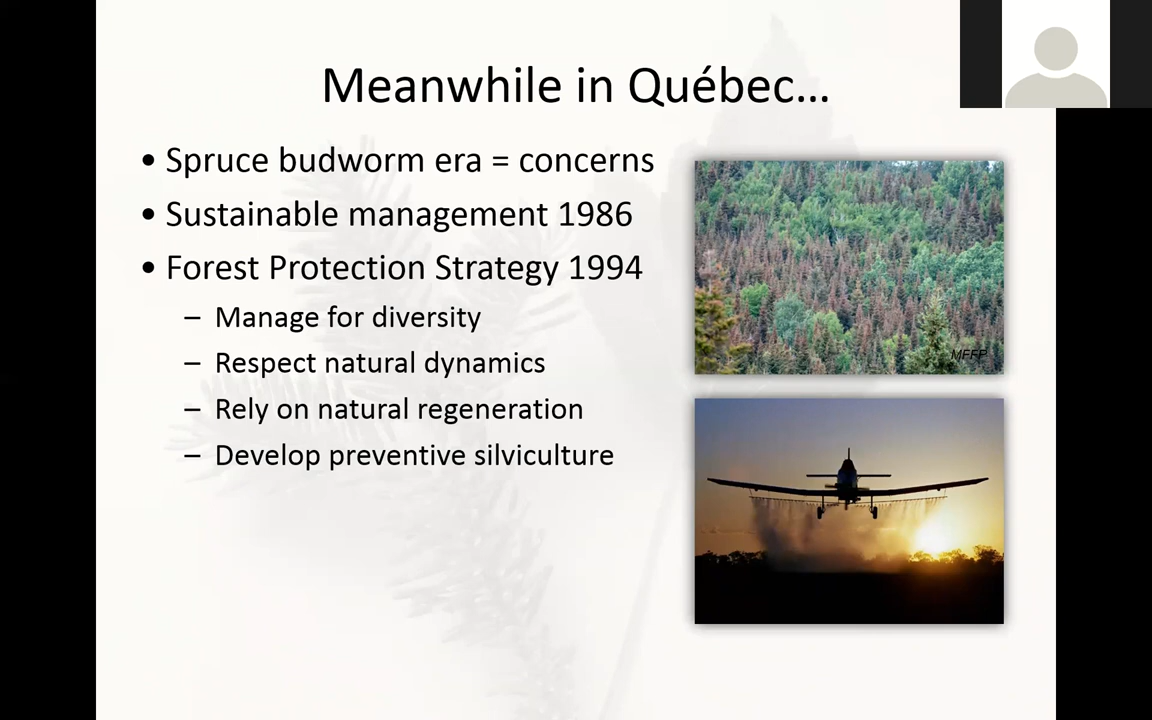 Meanwhile in Québec…
• Spruce budworm era = concerns
• Sustainable management 1986
• Forest Protection Strategy 1994
– Manage for diversity
– Respect natural dynamics
– Rely on natural regeneration
– Develop preventive silviculture
MFFP